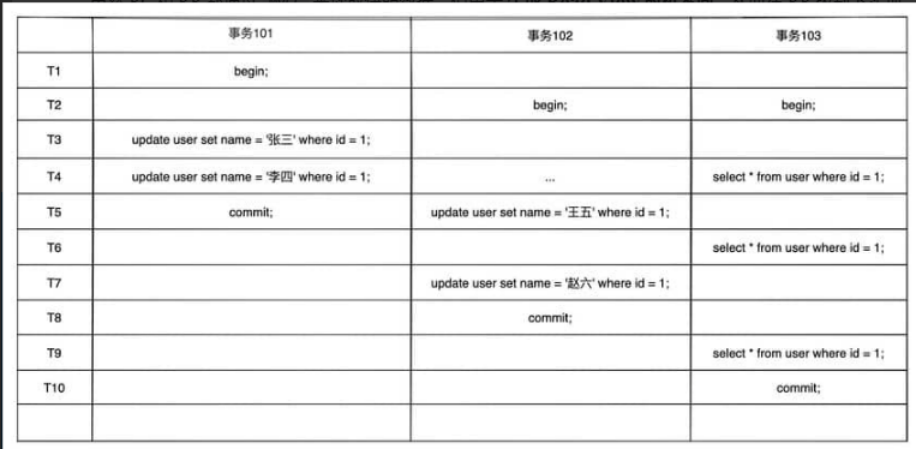 事务101 事务102 事务103
T1 begin;
T2 begin; begin;
T3 update user set name = '张三' where id = 1;
T4 update user set name = '李四' where id = 1; ... select * from user where id = 1;
T5 commit; update user set name = '王五' where id = 1;
T6 select * from user where id = 1;
T7 update user set name = '赵六' where id = 1;
T8 commit;
T9 select * from user where id = 1;
T10 commit;